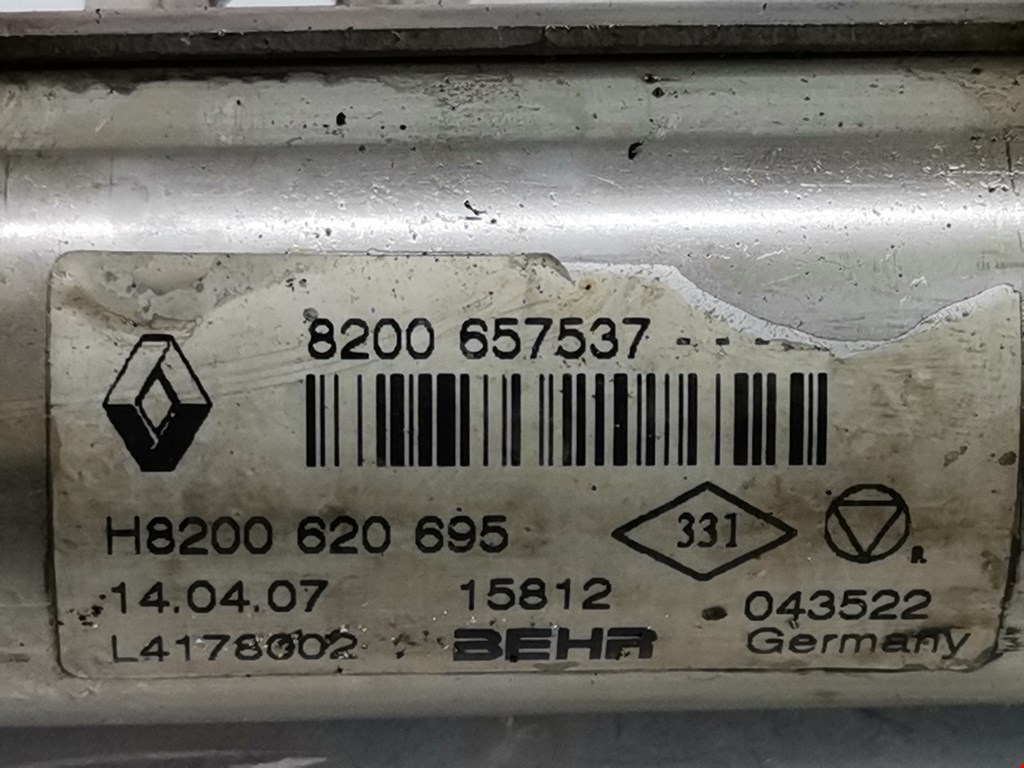 8200 657537 - - - -
H8200 620 695
331
R
14.04.07 15812 043522
L4178002 BEHR Germany